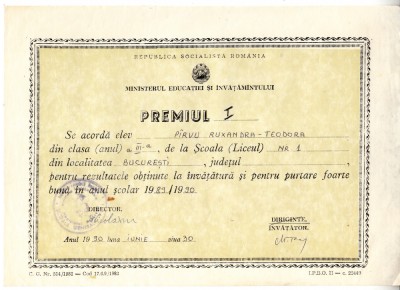 REPUBLICA SOCIALISTĂ ROMÂNIA
MINISTERUL EDUCAȚIEI ȘI ÎNVĂȚĂMÎNTULUI
PREMIUL I
Se acordă elev PÎRVU RUXANDRA-TEODORA
din clasa (anul) a III-a, de la Școala (Liceul) NR 1
din localitatea BUCUREȘTI, județul ,
pentru rezultatele obținute la învățătură și pentru purtare foarte
bună în anul școlar 1989/1990.
DIRECTOR,
DIRIGINTE,
ÎNVĂȚĂTOR,
Anul 1990 luna IUNIE ziua 30